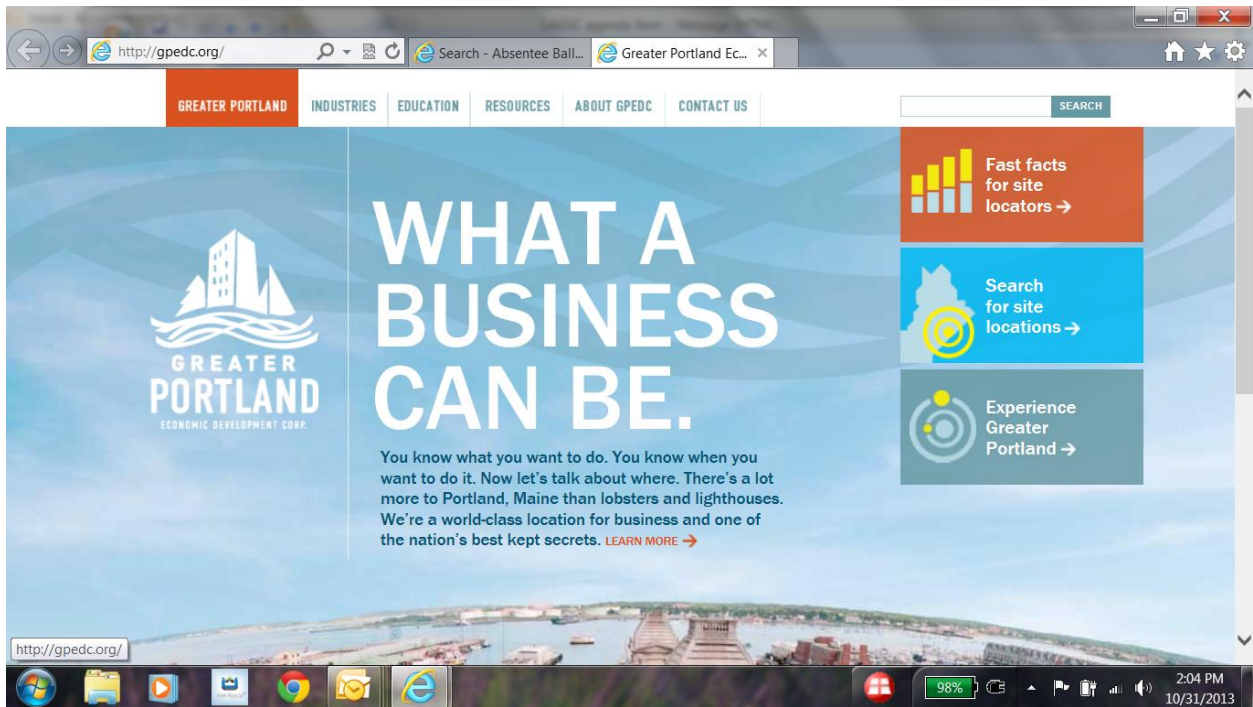 http://gpedc.org/
Search - Absentee Ball...
Greater Portland Ec...
GREATER PORTLAND
INDUSTRIES
EDUCATION
RESOURCES
ABOUT GPEDC
CONTACT US
SEARCH
GREATER
PORTLAND
ECONOMIC DEVELOPMENT CORP.
WHAT A
BUSINESS
CAN BE.
You know what you want to do. You know when you
want to do it. Now let's talk about where. There's a lot
more to Portland, Maine than lobsters and lighthouses.
We're a world-class location for business and one of
the nation's best kept secrets. LEARN MORE →
Fast facts
for site
locators →
Search
for site
locations →
Experience
Greater
Portland →
http://gpedc.org/
98%
2:04 PM
10/31/2013